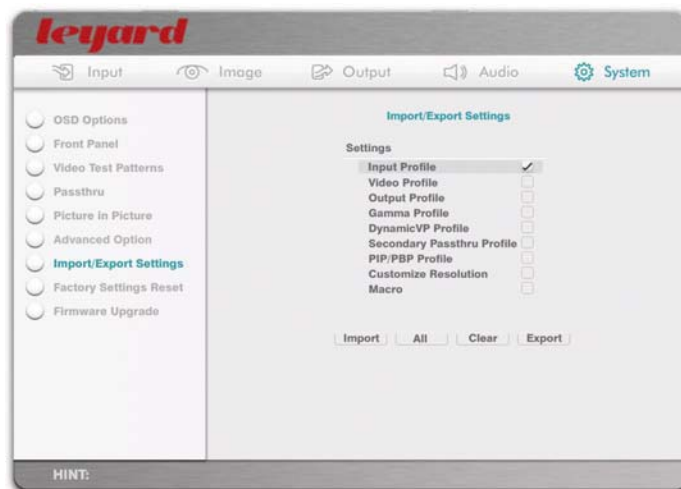 leyard
Input Image Output Audio System
OSD Options
Front Panel
Video Test Patterns
Passthru
Picture in Picture
Advanced Option
Import/Export Settings
Factory Settings Reset
Firmware Upgrade
Import/Export Settings
Settings
Input Profile
Video Profile
Output Profile
Gamma Profile
DynamicVP Profile
Secondary Passthru Profile
PIP/PBP Profile
Customize Resolution
Macro
Import All Clear Export
HINT: